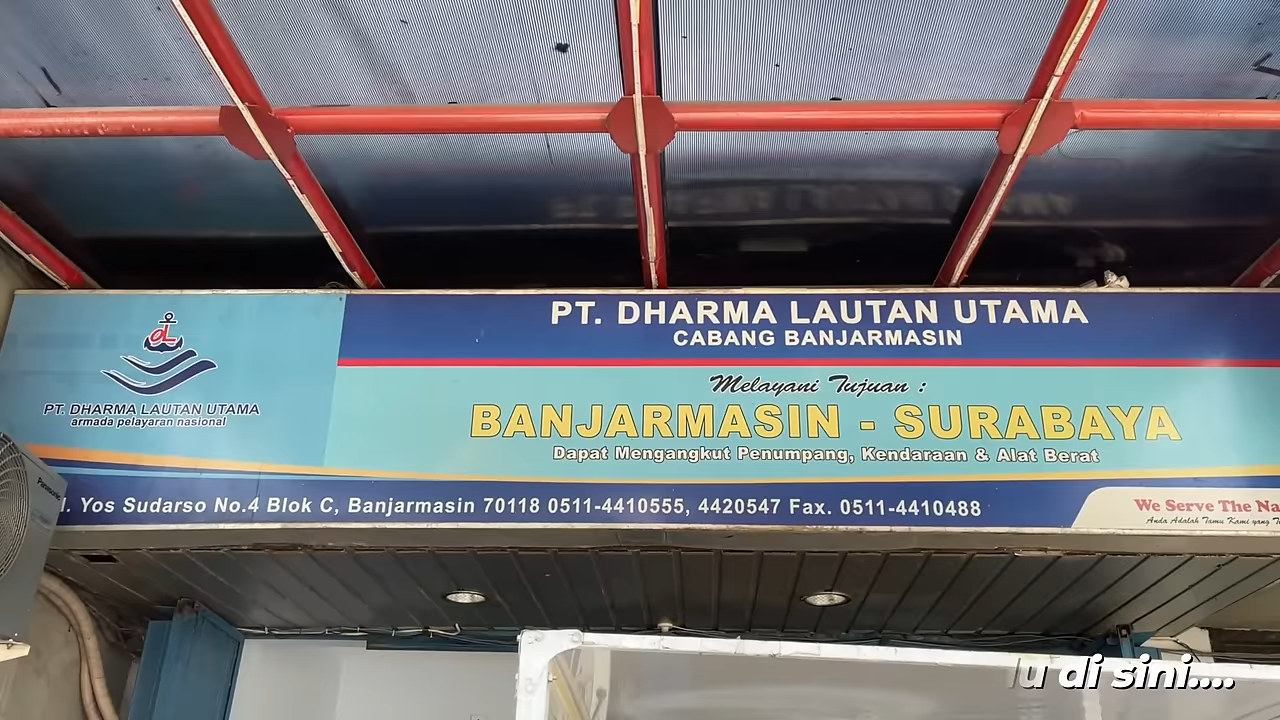 PT. DHARMA LAUTAN UTAMA
CABANG BANJARMASIN
dL
PT. DHARMA LAUTAN UTAMA
armada pelayaran nasional
Melayani Tujuan :
BANJARMASIN - SURABAYA
Dapat Mengangkut Penumpang, Kendaraan & Alat Berat
Yos Sudarso No.4 Blok C, Banjarmasin 70118 0511-4410555, 4420547 Fax. 0511-4410488
We Serve The
Anda Adalah Tamu Kami yang
Panasonic
di sini....